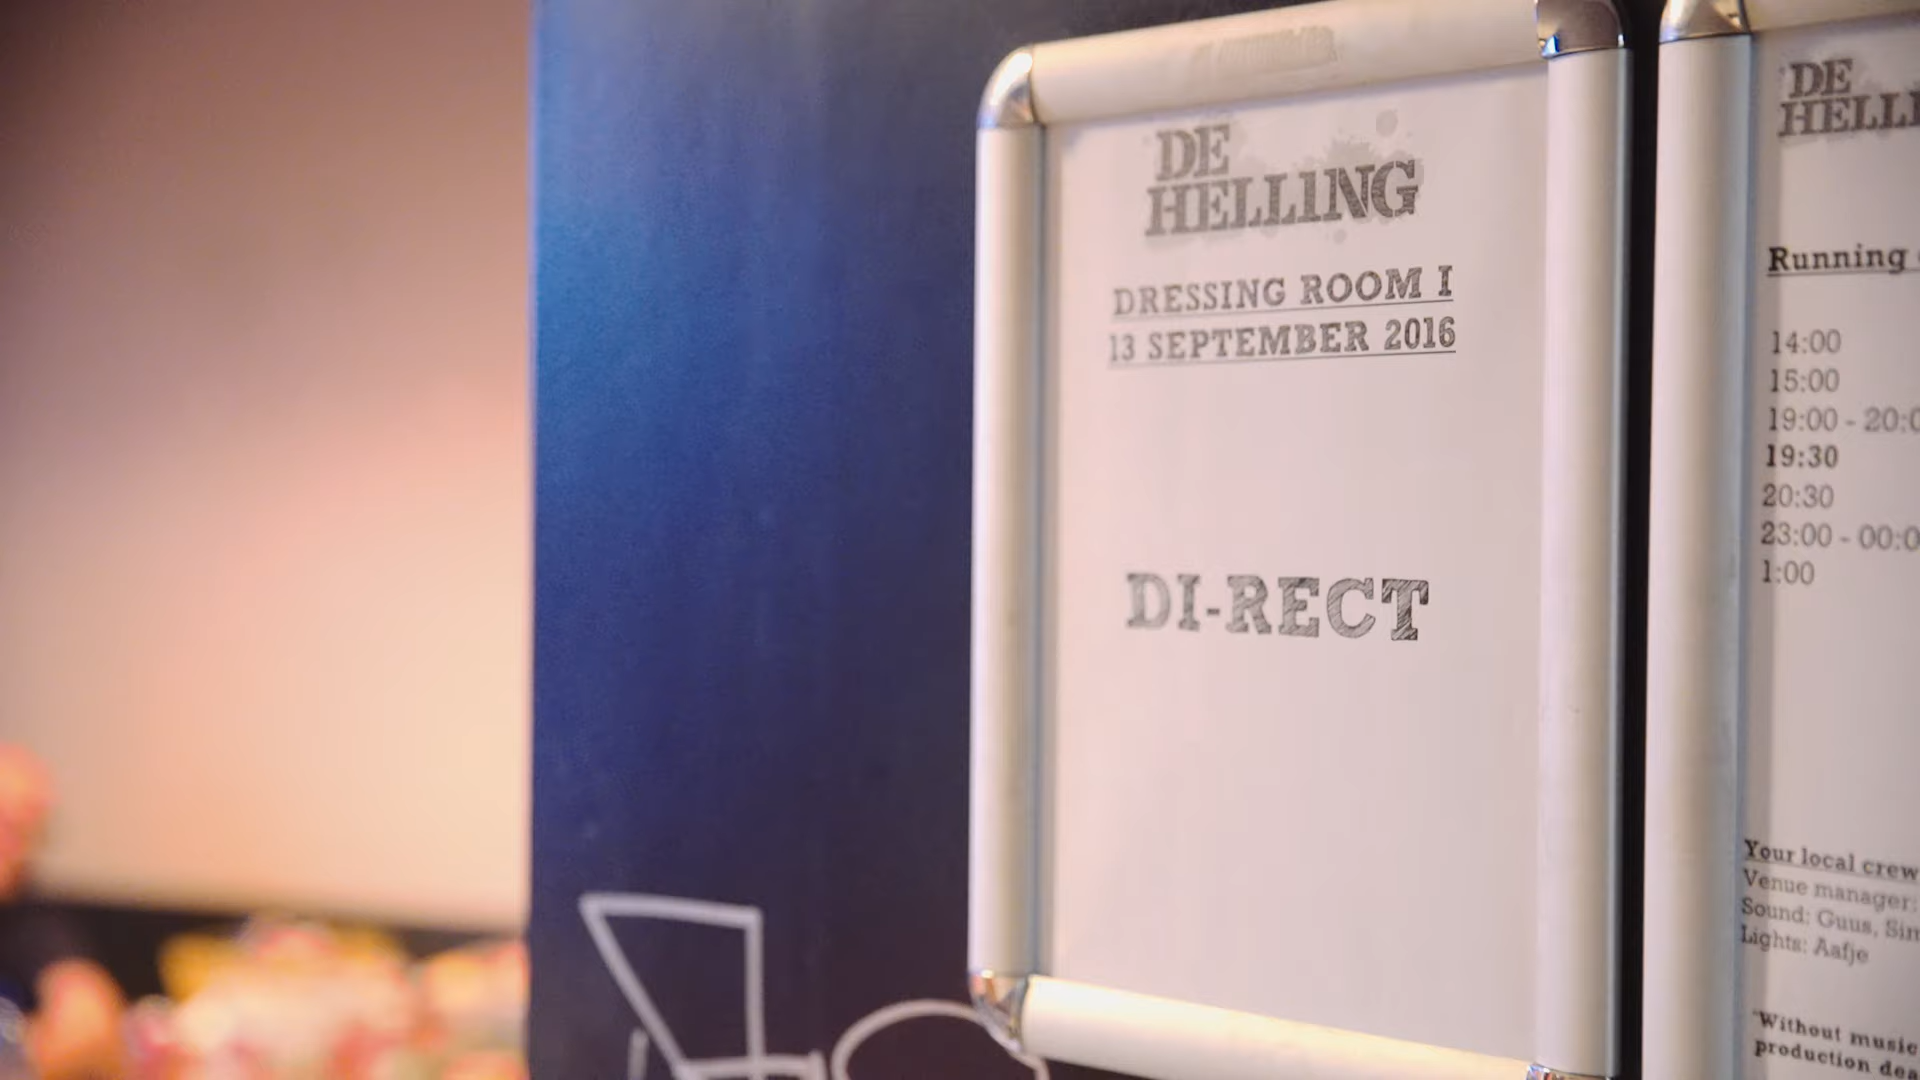 DE
HELLING
DRESSING ROOM I
13 SEPTEMBER 2016
DI-RECT
DE
HELLI
Running
14:00
15:00
19:00 - 20:0
19:30
20:30
23:00 - 00:0
1:00
Your local crew
Venue manager:
Sound: Guus, Sim
Lights: Aafje
"Without music
production dea